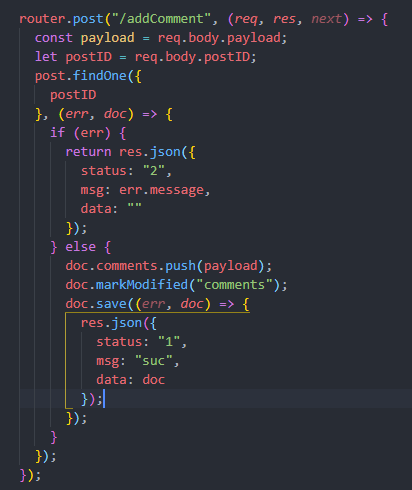 router.post("/addComment", (req, res, next) => {
  const payload = req.body.payload;
  let postID = req.body.postID;
  post.findOne({
    postID
  }, (err, doc) => {
    if (err) {
      return res.json({
        status: "2",
        msg: err.message,
        data: ""
      });
    } else {
      doc.comments.push(payload);
      doc.markModified("comments");
      doc.save((err, doc) => {
        res.json({
          status: "1",
          msg: "suc",
          data: doc
        });
      });
    }
  });
});